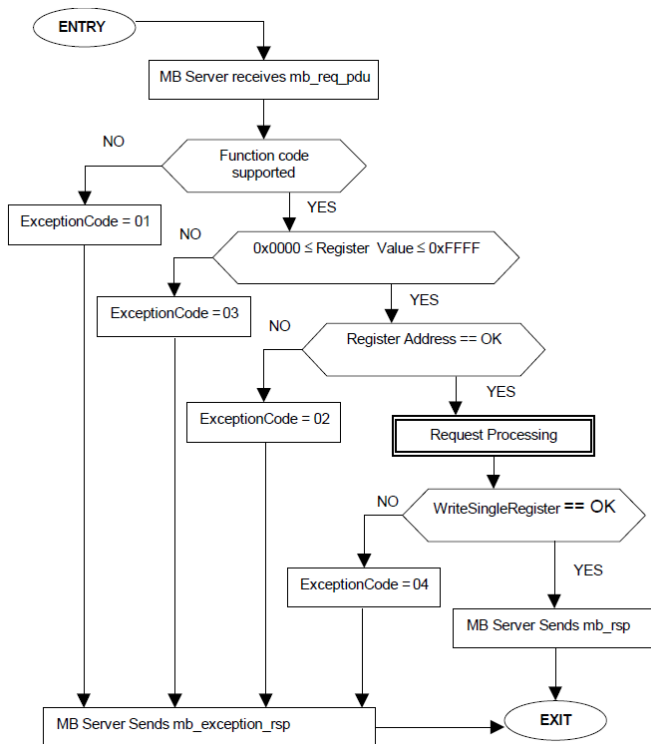 ENTRY
MB Server receives mb_req_pdu
NO
Function code
supported
YES
ExceptionCode = 01
NO
0x0000 ≤ Register Value ≤ 0xFFFF
YES
ExceptionCode = 03
NO
Register Address == OK
YES
ExceptionCode = 02
Request Processing
NO
WriteSingleRegister == OK
YES
ExceptionCode = 04
MB Server Sends mb_rsp
MB Server Sends mb_exception_rsp
EXIT